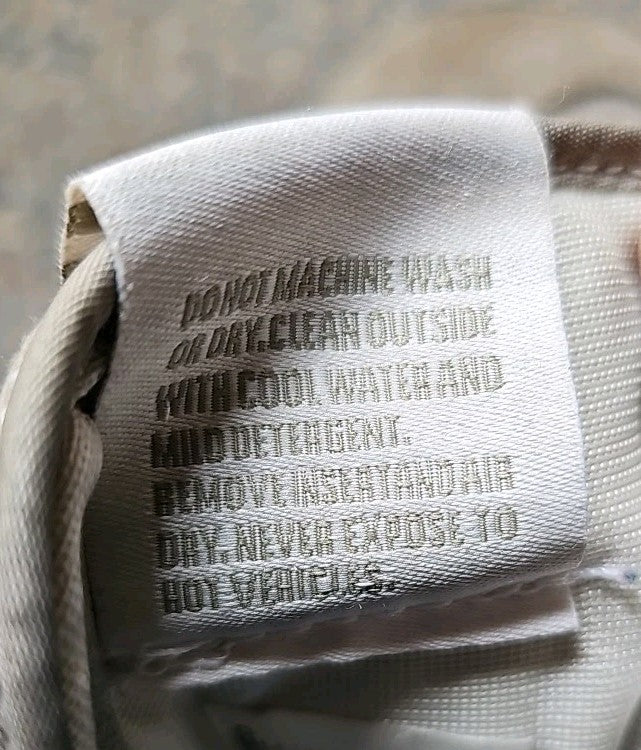 DO NOT MACHINE WASH
OR DRY. CLEAN OUTSIDE
WITH COOL WATER AND
MILD DETERGENT.
REMOVE INSERT AND AIR
DRY. NEVER EXPOSE TO
HOT VEHICLES.